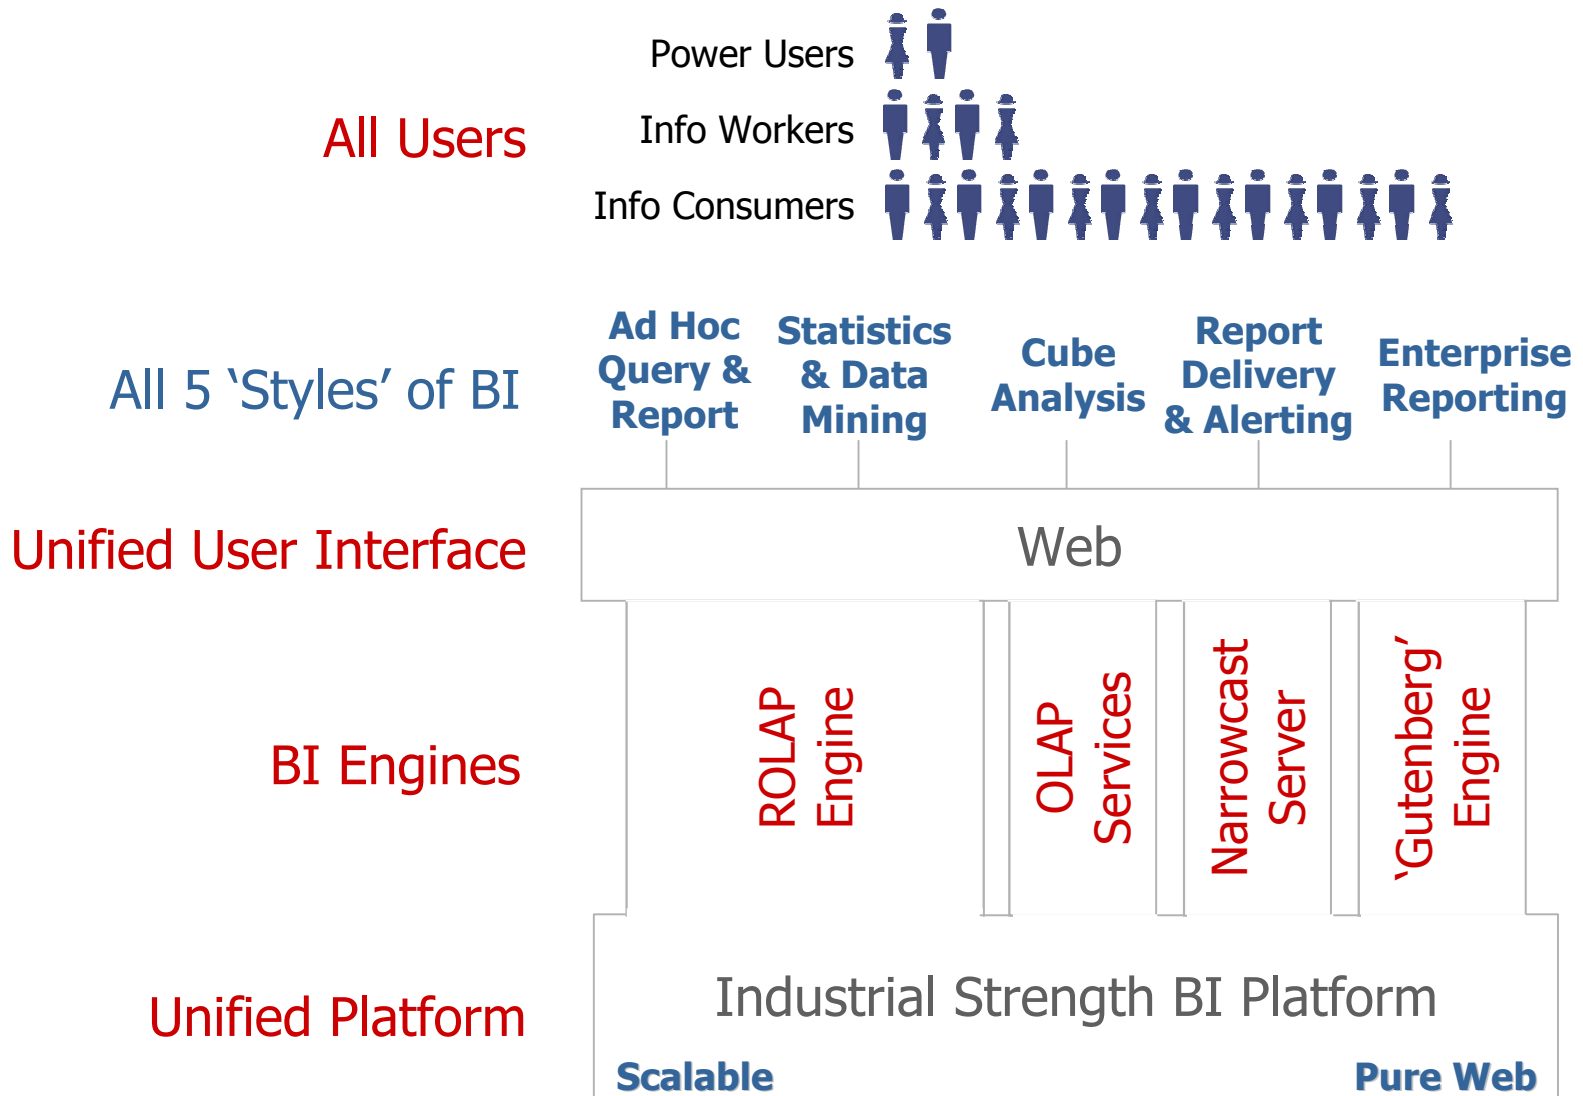 Power Users
All Users
Info Workers
Info Consumers
All 5 ‘Styles’ of BI
Ad Hoc
Query &
Report
Statistics
& Data
Mining
Cube
Analysis
Report
Delivery
& Alerting
Enterprise
Reporting
Unified User Interface
Web
BI Engines
ROLAP
Engine
OLAP
Services
Narrowcast
Server
‘Gutenberg’
Engine
Unified Platform
Industrial Strength BI Platform
Scalable
Pure Web